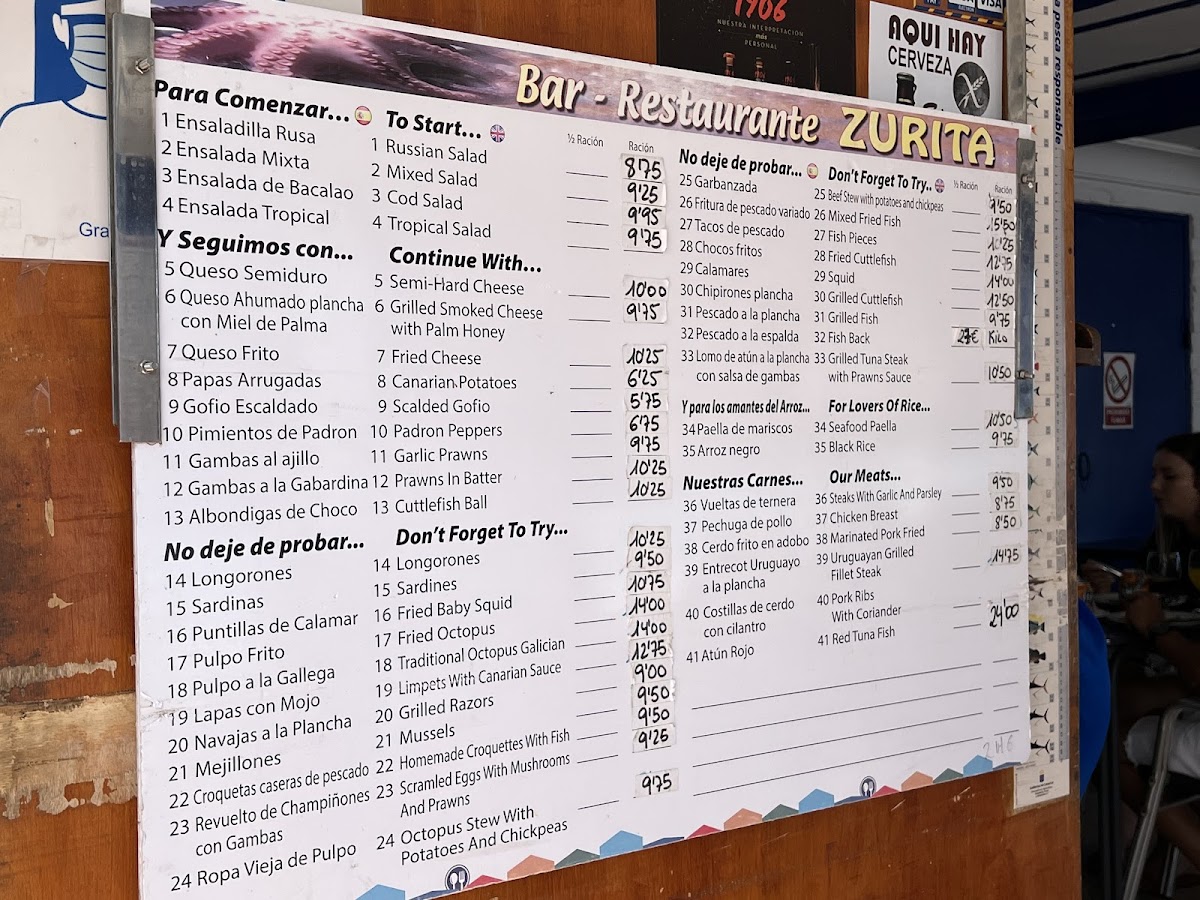 1906
NUESTRA INTERPRETACIÓN
más
PERSONAL
VISA
AQUI HAY
CERVEZA
la pesca responsable
Gra
Bar - Restaurante ZURITA
Para Comenzar...
1 Ensaladilla Rusa
2 Ensalada Mixta
3 Ensalada de Bacalao
4 Ensalada Tropical
Y Seguimos con...
5 Queso Semiduro
6 Queso Ahumado plancha
con Miel de Palma
7 Queso Frito
8 Papas Arrugadas
9 Gofio Escaldado
10 Pimientos de Padron
11 Gambas al ajillo
12 Gambas a la Gabardina
13 Albondigas de Choco
No deje de probar...
14 Longorones
15 Sardinas
16 Puntillas de Calamar
17 Pulpo Frito
18 Pulpo a la Gallega
19 Lapas con Mojo
20 Navajas a la Plancha
21 Mejillones
22 Croquetas caseras de pescado
23 Revuelto de Champiñones
con Gambas
24 Ropa Vieja de Pulpo
To Start... ½ Ración Ración
1 Russian Salad 8'75
2 Mixed Salad 9'25
3 Cod Salad 9'95
4 Tropical Salad 9'75
Continue With...
5 Semi-Hard Cheese 10'00
6 Grilled Smoked Cheese 9'75
with Palm Honey
7 Fried Cheese 10'25
8 Canarian Potatoes 6'25
9 Scalded Gofio 5'75
10 Padron Peppers 6'75
11 Garlic Prawns 9'75
12 Prawns In Batter 10'25
13 Cuttlefish Ball 10'25
Don't Forget To Try...
14 Longorones 10'25
15 Sardines 9'50
16 Fried Baby Squid 10'75
17 Fried Octopus 14'00
18 Traditional Octopus Galician 14'00
19 Limpets With Canarian Sauce 12'75
20 Grilled Razors 9'00
21 Mussels 9'50
22 Homemade Croquettes With Fish 9'50
23 Scramled Eggs With Mushrooms 9'25
And Prawns
24 Octopus Stew With 9'75
Potatoes And Chickpeas
No deje de probar...
25 Garbanzada
26 Fritura de pescado variado
27 Tacos de pescado
28 Chocos fritos
29 Calamares
30 Chipirones plancha
31 Pescado a la plancha
32 Pescado a la espalda
33 Lomo de atún a la plancha
con salsa de gambas
Y para los amantes del Arroz...
34 Paella de mariscos
35 Arroz negro
Nuestras Carnes...
36 Vueltas de ternera
37 Pechuga de pollo
38 Cerdo frito en adobo
39 Entrecot Uruguayo
a la plancha
40 Costillas de cerdo
con cilantro
41 Atún Rojo
Don't Forget To Try.. ½ Ración Ración
25 Beef Stew with potatoes and chickpeas 9'50
26 Mixed Fried Fish 15'50
27 Fish Pieces 10'25
28 Fried Cuttlefish 12'75
29 Squid 14'00
30 Grilled Cuttlefish 12'50
31 Grilled Fish 9'75
32 Fish Back 27€ Kilo
33 Grilled Tuna Steak
with Prawns Sauce 10'50
For Lovers Of Rice...
34 Seafood Paella 10'50
35 Black Rice 9'75
Our Meats...
36 Steaks With Garlic And Parsley 9'50
37 Chicken Breast 8'75
38 Marinated Pork Fried 8'50
39 Uruguayan Grilled 14'75
Fillet Steak
40 Pork Ribs
With Coriander
41 Red Tuna Fish 24'00